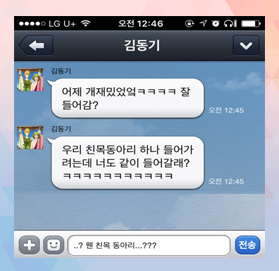 LG U+ 오전 12:46
김동기
김동기
어제 개재밌었엌ㅋㅋㅋㅋ 잘
들어감?
오전 12:45
김동기
우리 친목동아리 하나 들어가
려는데 너도 같이 들어갈래?
ㅋㅋㅋㅋㅋㅋㅋㅋㅋㅋㅋ
오전 12:45
..? 웬 친목 동아리...???
전송